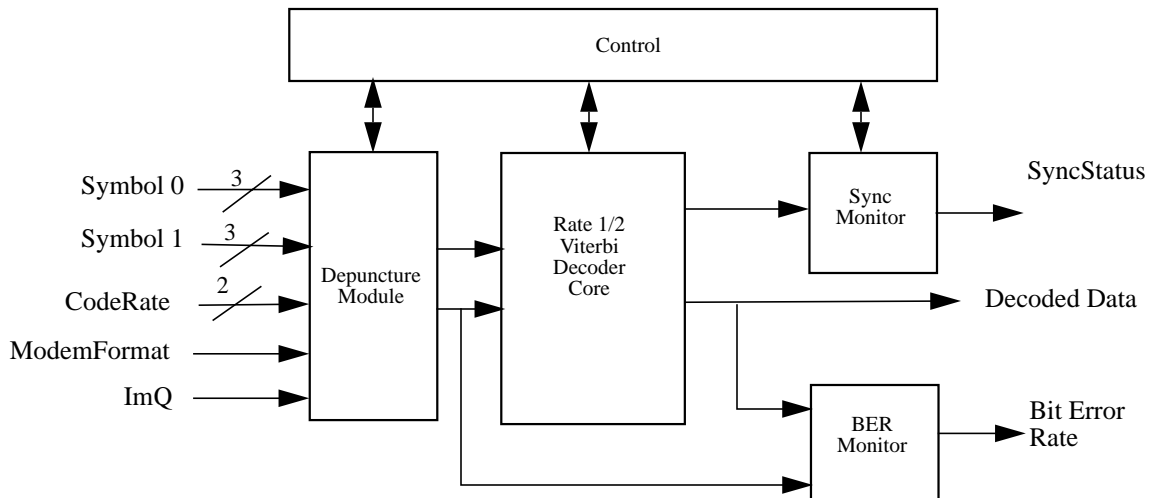 Control
Symbol 0
3
Symbol 1
3
CodeRate
2
ModemFormat
ImQ
Depuncture
Module
Rate 1/2
Viterbi
Decoder
Core
Sync
Monitor
SyncStatus
Decoded Data
BER
Monitor
Bit Error
Rate